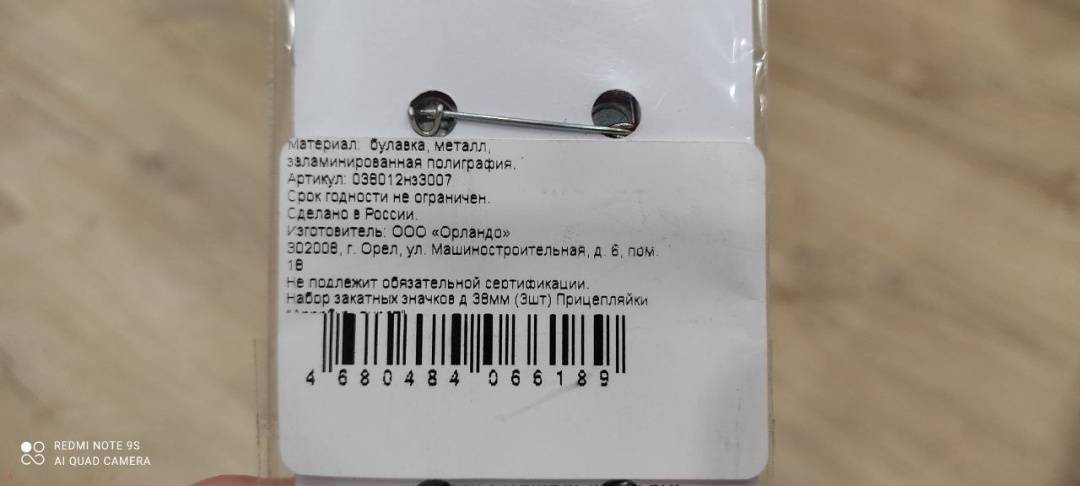 Материал: булавка, металл,
заламинированная полиграфия.
Артикул: 038012нз3007
Срок годности не ограничен.
Сделано в России.
Изготовитель: ООО «Орландо»
302008, г. Орел, ул. Машиностроительная, д. 6, пом.
18
Не подлежит обязательной сертификации.
Набор закатных значков д.38мм (3шт) Прицепляйки
4 680484 066189
REDMI NOTE 9S
AI QUAD CAMERA